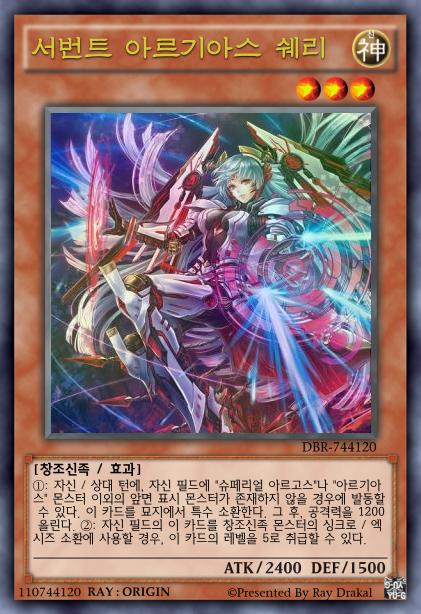 서번트 아르기아스 쉐리
신
神
DBR-744120
[창조신족 / 효과]
①: 자신 / 상대 턴에, 자신 필드에 "슈페리얼 아르고스"나 "아르기아
스" 몬스터 이외의 앞면 표시 몬스터가 존재하지 않을 경우에 발동할
수 있다. 이 카드를 묘지에서 특수 소환한다. 그 후, 공격력을 1200
올린다. ②: 자신 필드의 이 카드를 창조신족 몬스터의 싱크로 / 엑
시즈 소환에 사용할 경우, 이 카드의 레벨을 5로 취급할 수 있다.
ATK/2400 DEF/1500
110744120 RAY : ORIGIN ©Presented By Ray Drakal